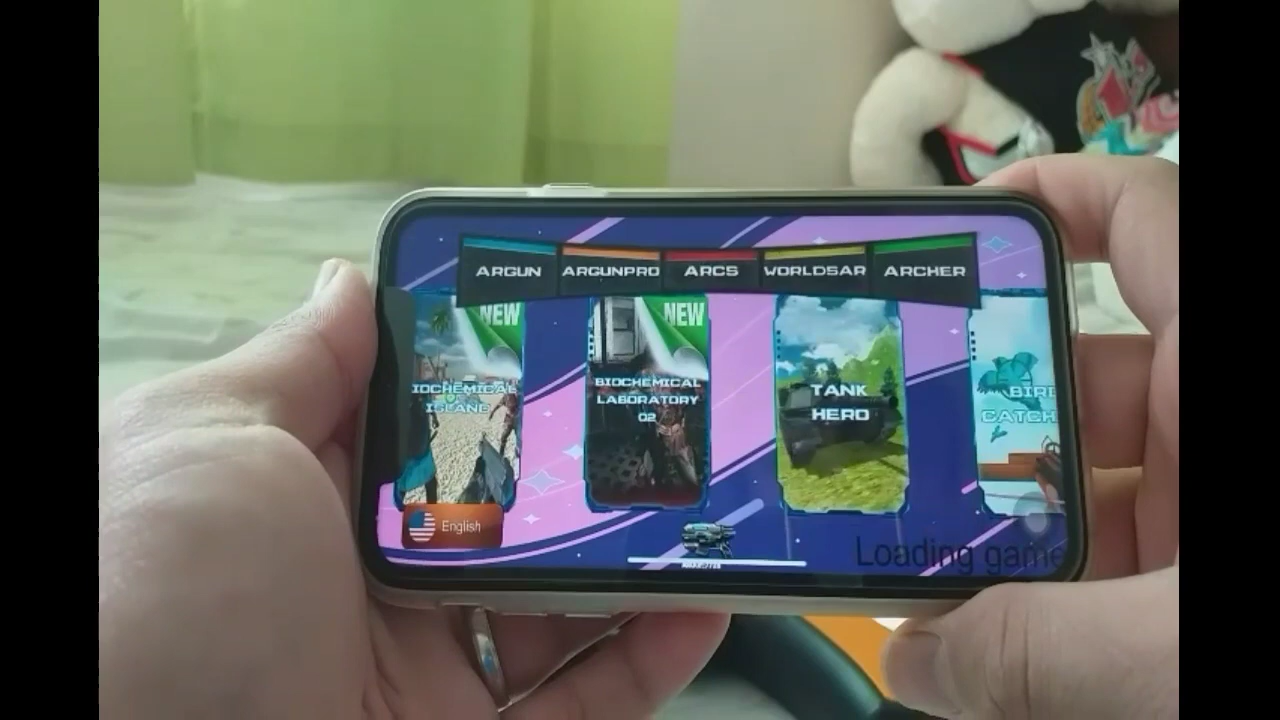 ARGUN
ARGUNPRO
ARCS
WORLDSAR
ARCHER
NEW
IOCHEMICAL
ISLAND
NEW
BIOCHEMICAL
LABORATORY
02
TANK
HERO
BIRD
CATCH
English
Loading game